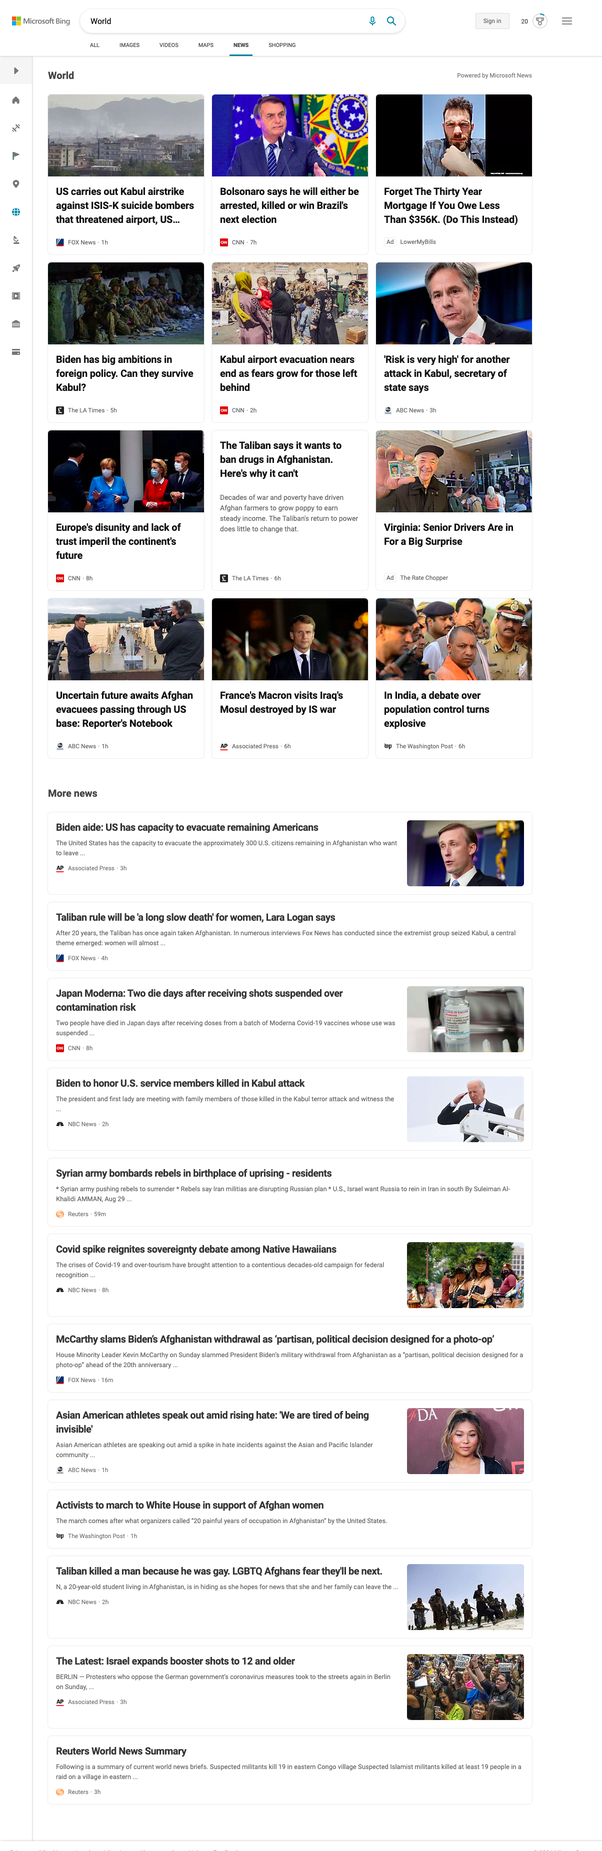 Microsoft Bing
World
Sign in
20
ALL IMAGES VIDEOS MAPS NEWS SHOPPING
World
Powered by Microsoft News
US carries out Kabul airstrike
against ISIS-K suicide bombers
that threatened airport, US...
FOX News · 1h
Bolsonaro says he will either be
arrested, killed or win Brazil's
next election
CNN · 7h
Forget The Thirty Year
Mortgage If You Owe Less
Than $356K. (Do This Instead)
Ad LowerMyBills
Biden has big ambitions in
foreign policy. Can they survive
Kabul?
The LA Times · 5h
Kabul airport evacuation nears
end as fears grow for those left
behind
CNN · 2h
'Risk is very high' for another
attack in Kabul, secretary of
state says
ABC News · 3h
Europe's disunity and lack of
trust imperil the continent's
future
CNN · 8h
The Taliban says it wants to
ban drugs in Afghanistan.
Here's why it can't
Decades of war and poverty have driven
Afghan farmers to grow poppy to earn
steady income. The Taliban's return to power
does little to change that.
The LA Times · 6h
Virginia: Senior Drivers Are in
For a Big Surprise
Ad The Rate Chopper
Uncertain future awaits Afghan
evacuees passing through US
base: Reporter's Notebook
ABC News · 1h
France's Macron visits Iraq's
Mosul destroyed by IS war
AP Associated Press · 6h
In India, a debate over
population control turns
explosive
wp The Washington Post · 6h
More news
Biden aide: US has capacity to evacuate remaining Americans
The United States has the capacity to evacuate the approximately 300 U.S. citizens remaining in Afghanistan who want
to leave ...
AP Associated Press · 3h
Taliban rule will be 'a long slow death' for women, Lara Logan says
After 20 years, the Taliban has once again taken Afghanistan. In numerous interviews Fox News has conducted since the extremist group seized Kabul, a central
theme emerged: women will almost ...
FOX News · 4h
Japan Moderna: Two die days after receiving shots suspended over
contamination risk
Two people have died in Japan days after receiving doses from a batch of Moderna Covid-19 vaccines whose use was
suspended ...
CNN · 8h
Biden to honor U.S. service members killed in Kabul attack
The president and first lady are meeting with family members of those killed in the Kabul terror attack and witness the
...
NBC News · 2h
Syrian army bombards rebels in birthplace of uprising - residents
* Syrian army pushing rebels to surrender * Rebels say Iran militias are disrupting Russian plan * U.S., Israel want Russia to rein in Iran in south By Suleiman Al-
Khalidi AMMAN, Aug 29 ...
Reuters · 59m
Covid spike reignites sovereignty debate among Native Hawaiians
The crises of Covid-19 and over-tourism have brought attention to a contentious decades-old campaign for federal
recognition ...
NBC News · 8h
McCarthy slams Biden's Afghanistan withdrawal as 'partisan, political decision designed for a photo-op'
House Minority Leader Kevin McCarthy on Sunday slammed President Biden's military withdrawal from Afghanistan as a "partisan, political decision designed for a
photo-op" ahead of the 20th anniversary ...
FOX News · 16m
Asian American athletes speak out amid rising hate: 'We are tired of being
invisible'
Asian American athletes are speaking out amid a spike in hate incidents against the Asian and Pacific Islander
community ...
ABC News · 1h
DA
Activists to march to White House in support of Afghan women
The march comes after what organizers called "20 painful years of occupation in Afghanistan" by the United States.
wp The Washington Post · 1h
Taliban killed a man because he was gay. LGBTQ Afghans fear they'll be next.
N, a 20-year-old student living in Afghanistan, is in hiding as she hopes for news that she and her family can leave the ...
NBC News · 2h
The Latest: Israel expands booster shots to 12 and older
BERLIN — Protesters who oppose the German government's coronavirus measures took to the streets again in Berlin
on Sunday, ...
AP Associated Press · 3h
Reuters World News Summary
Following is a summary of current world news briefs. Suspected militants kill 19 in eastern Congo village Suspected Islamist militants killed at least 19 people in a
raid on a village in eastern ...
Reuters · 3h